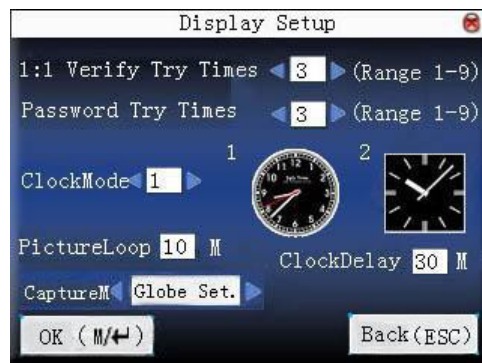 Display Setup
1:1 Verify Try Times 3 (Range 1-9)
Password Try Times 3 (Range 1-9)
1 2
ClockMode 1
12
PictureLoop 10 M
ClockDelay 30 M
CaptureM Globe Set.
OK (M/↵) Back(ESC)